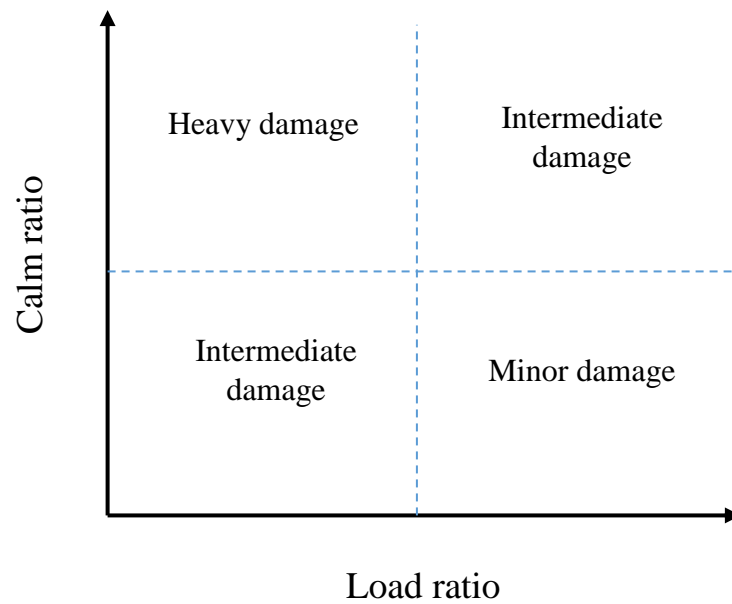 Heavy damage
Intermediate
damage
Calm ratio
Intermediate
damage
Minor damage
Load ratio